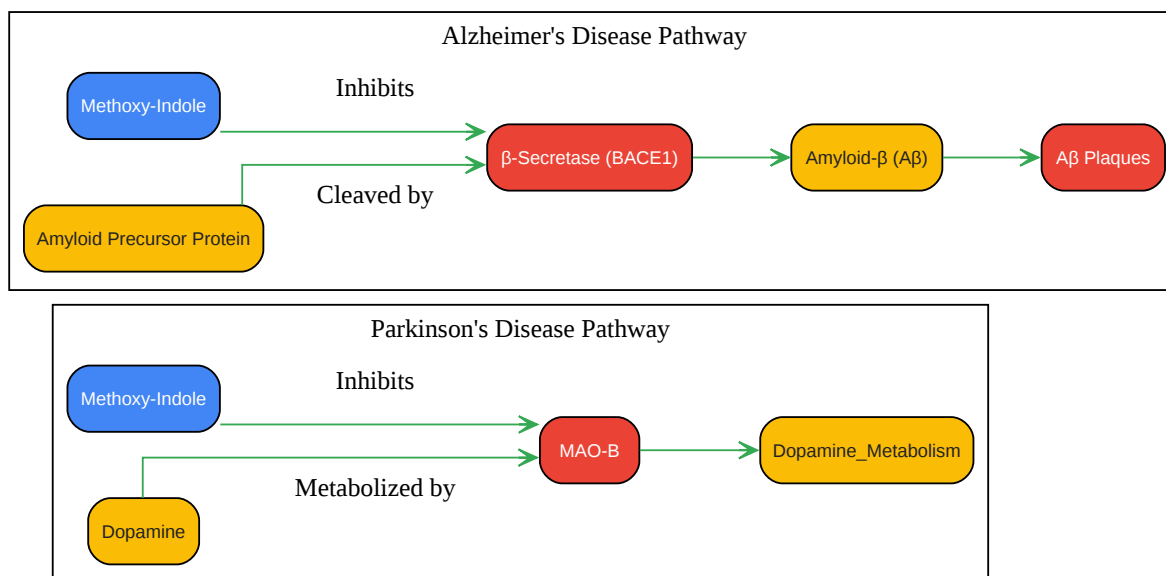 Alzheimer's Disease Pathway
Methoxy-Indole
Inhibits
β-Secretase (BACE1)
Amyloid-β (Aβ)
Aβ Plaques
Cleaved by
Amyloid Precursor Protein
Parkinson's Disease Pathway
Methoxy-Indole
Inhibits
MAO-B
Dopamine_Metabolism
Metabolized by
Dopamine